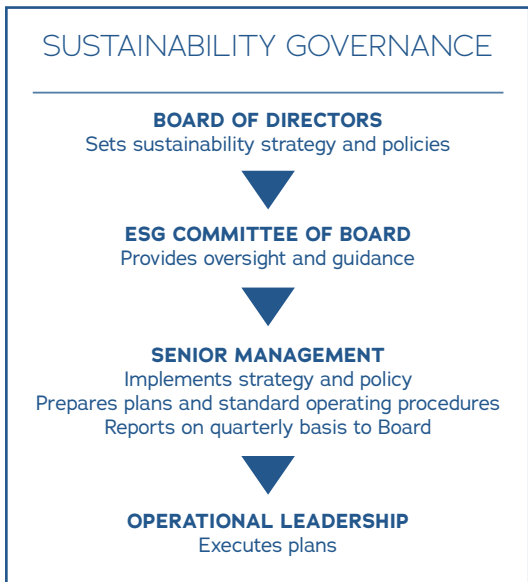 SUSTAINABILITY GOVERNANCE
BOARD OF DIRECTORS
Sets sustainability strategy and policies
ESG COMMITTEE OF BOARD
Provides oversight and guidance
SENIOR MANAGEMENT
Implements strategy and policy
Prepares plans and standard operating procedures
Reports on quarterly basis to Board
OPERATIONAL LEADERSHIP
Executes plans